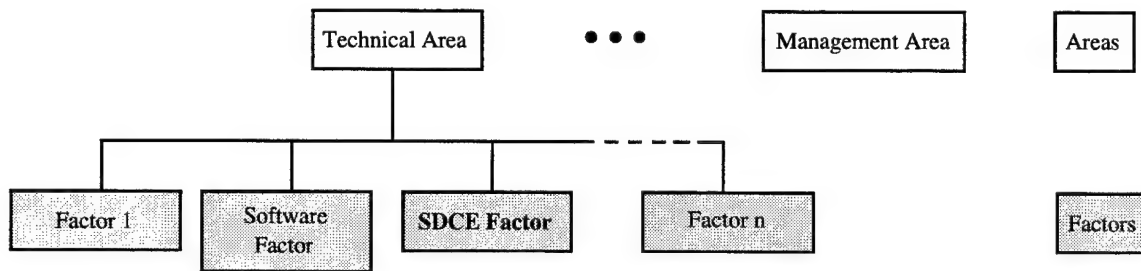 Technical Area
Management Area
Areas
Factor 1
Software
Factor
SDCE Factor
Factor n
Factors